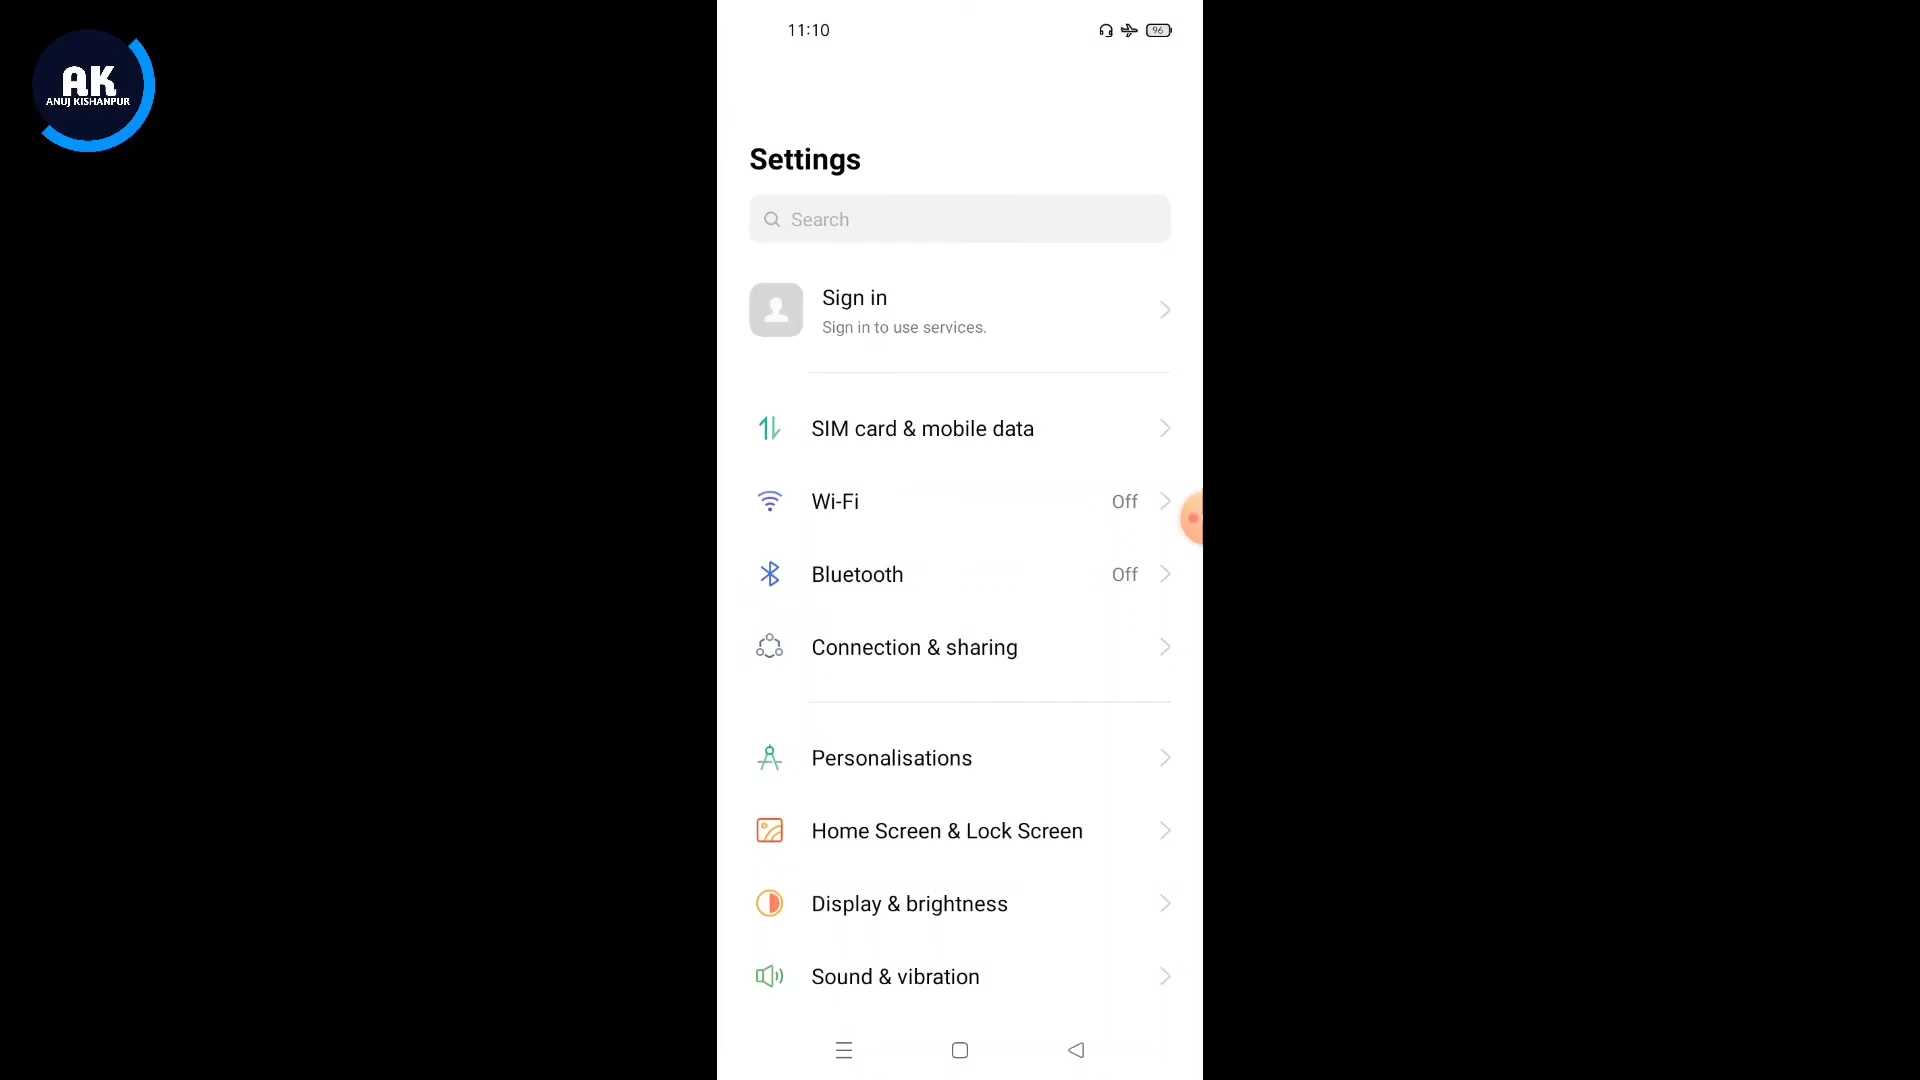 AK
ANUJ KISHANPUR
11:10
96
Settings
Search
Sign in
Sign in to use services.
SIM card & mobile data
Wi-Fi Off
Bluetooth Off
Connection & sharing
Personalisations
Home Screen & Lock Screen
Display & brightness
Sound & vibration